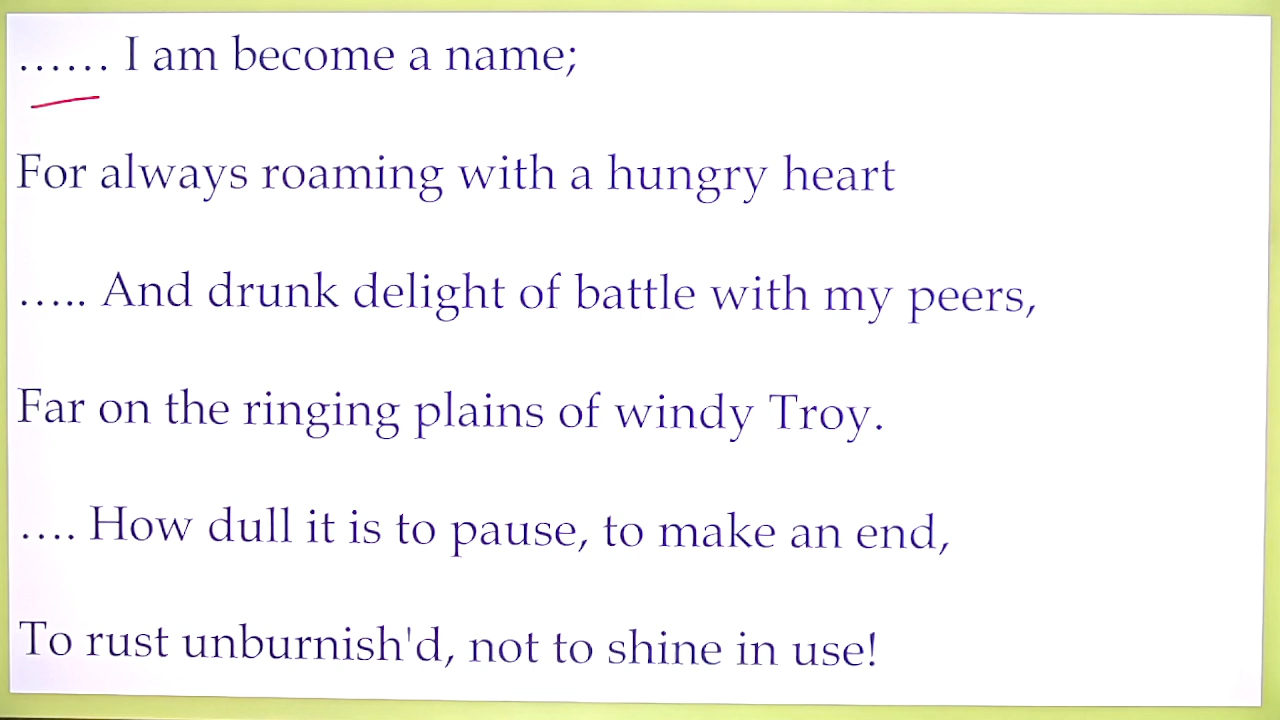 ...... I am become a name;
For always roaming with a hungry heart
..... And drunk delight of battle with my peers,
Far on the ringing plains of windy Troy.
.... How dull it is to pause, to make an end,
To rust unburnish'd, not to shine in use!